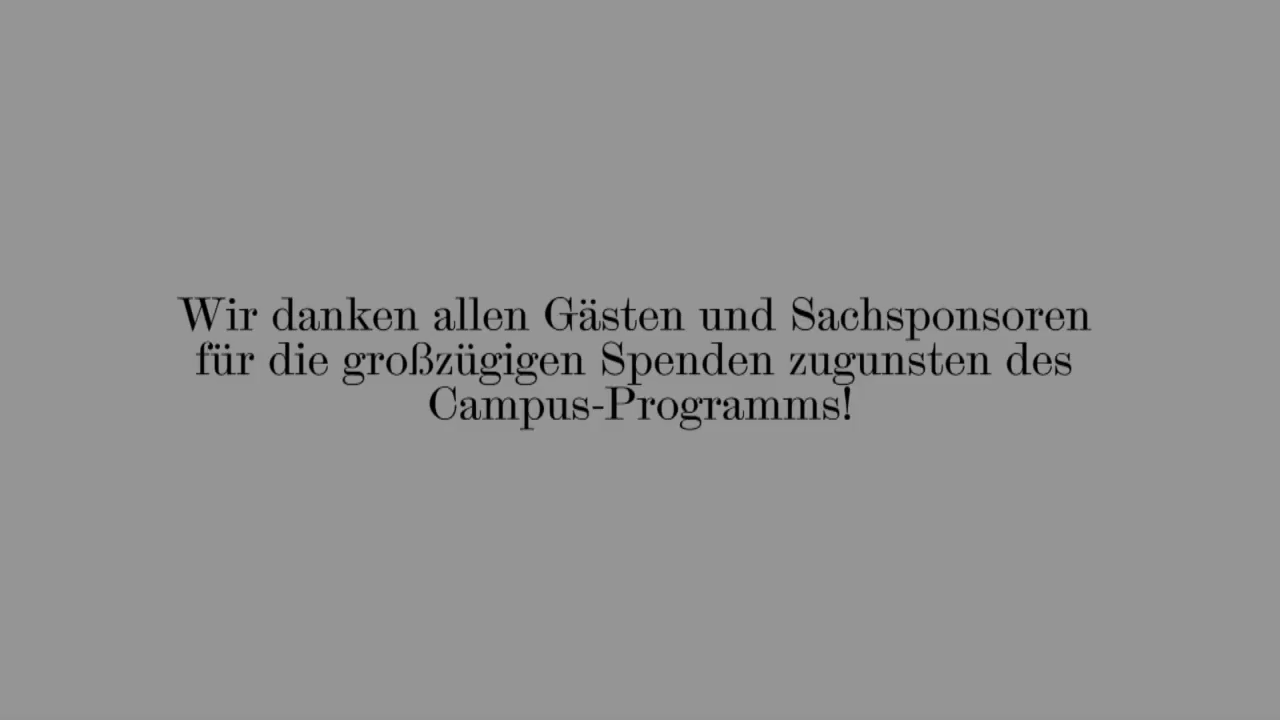 Wir danken allen Gästen und Sachsponsoren
für die großzügigen Spenden zugunsten des
Campus-Programms!